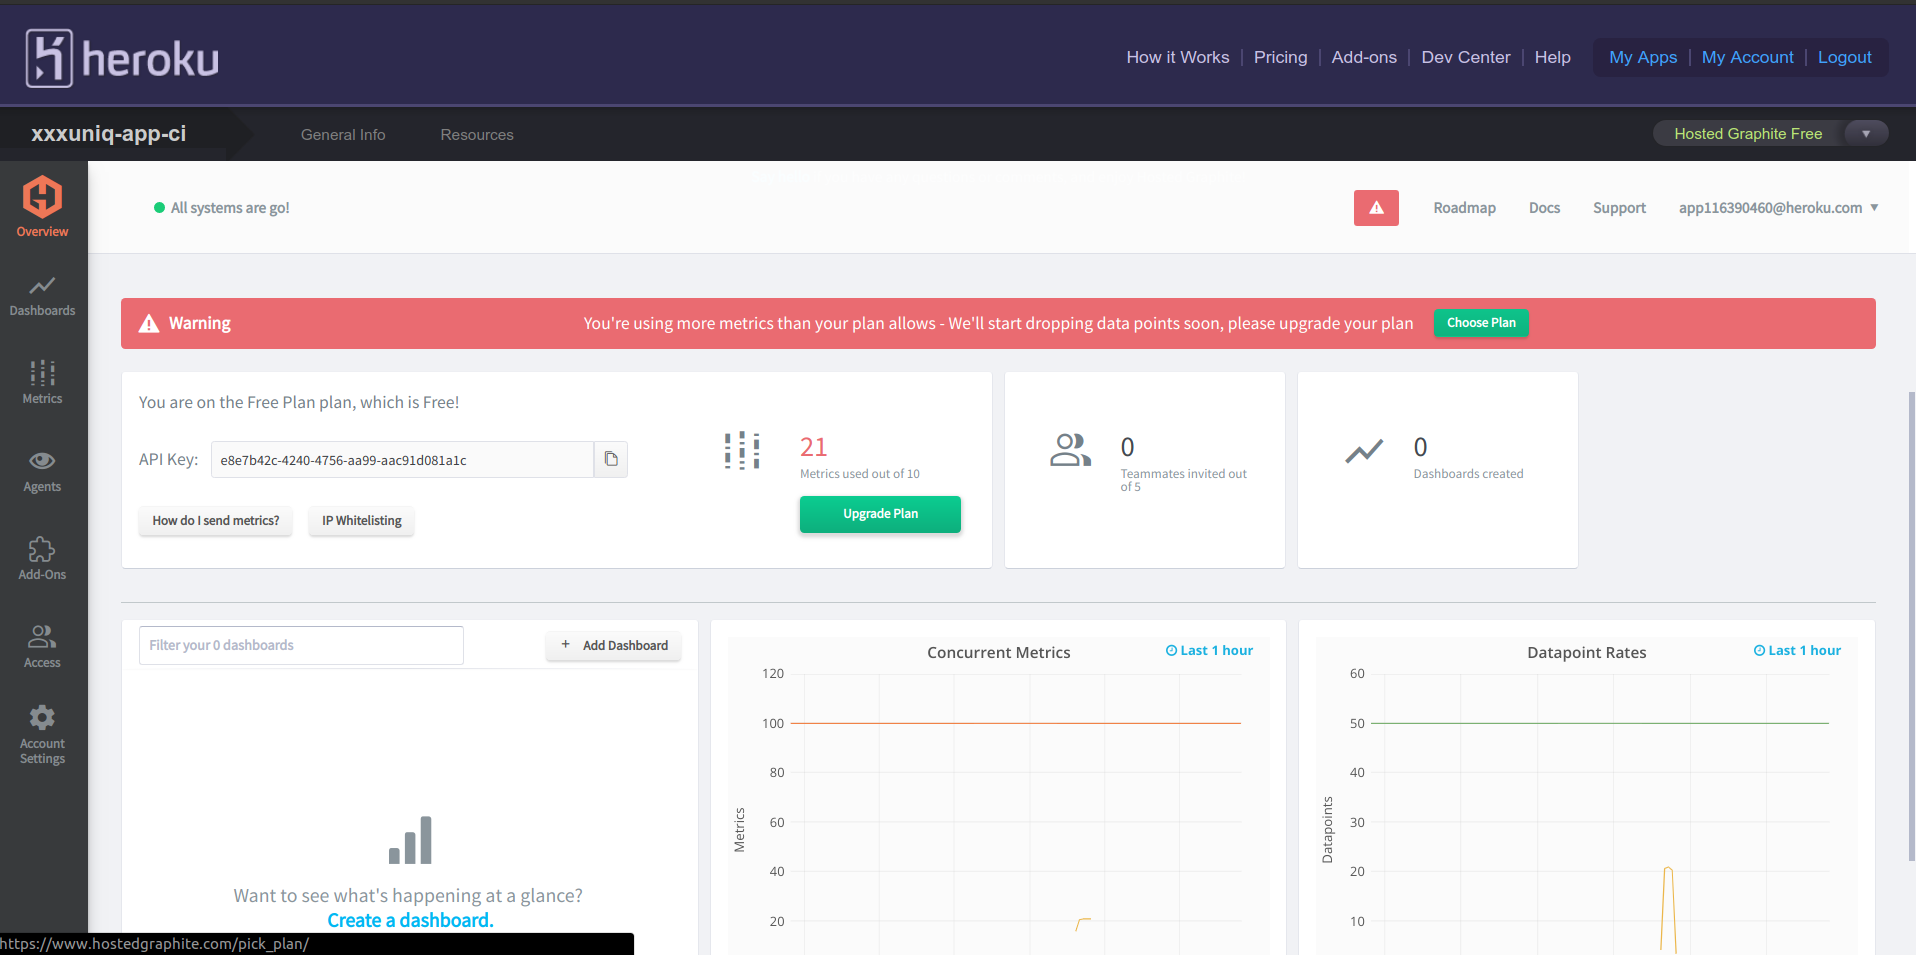 heroku
How it Works
Pricing
Add-ons
Dev Center
Help
My Apps
My Account
Logout
xxxuniq-app-ci
General Info
Resources
Hosted Graphite Free
Overview
All systems are go!
Roadmap
Docs
Support
app116390460@heroku.com
Dashboards
Metrics
Agents
Add-Ons
Access
Account
Settings
Warning
You're using more metrics than your plan allows - We'll start dropping data points soon, please upgrade your plan
Choose Plan
You are on the Free Plan plan, which is Free!
API Key:
e8e7b42c-4240-4756-aa99-aac91d081a1c
How do I send metrics?
IP Whitelisting
21
Metrics used out of 10
Upgrade Plan
0
Teammates invited out
of 5
0
Dashboards created
Filter your 0 dashboards
+ Add Dashboard
Want to see what's happening at a glance?
Create a dashboard.
Concurrent Metrics
Last 1 hour
Metrics
120
100
80
60
40
20
Datapoint Rates
Last 1 hour
Datapoints
60
50
40
30
20
10
https://www.hostedgraphite.com/pick_plan/